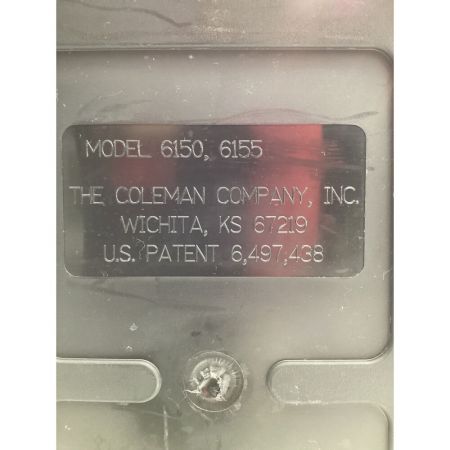 MODEL 6150, 6155
THE COLEMAN COMPANY, INC.
WICHITA, KS 67219
U.S. PATENT 6,497,438